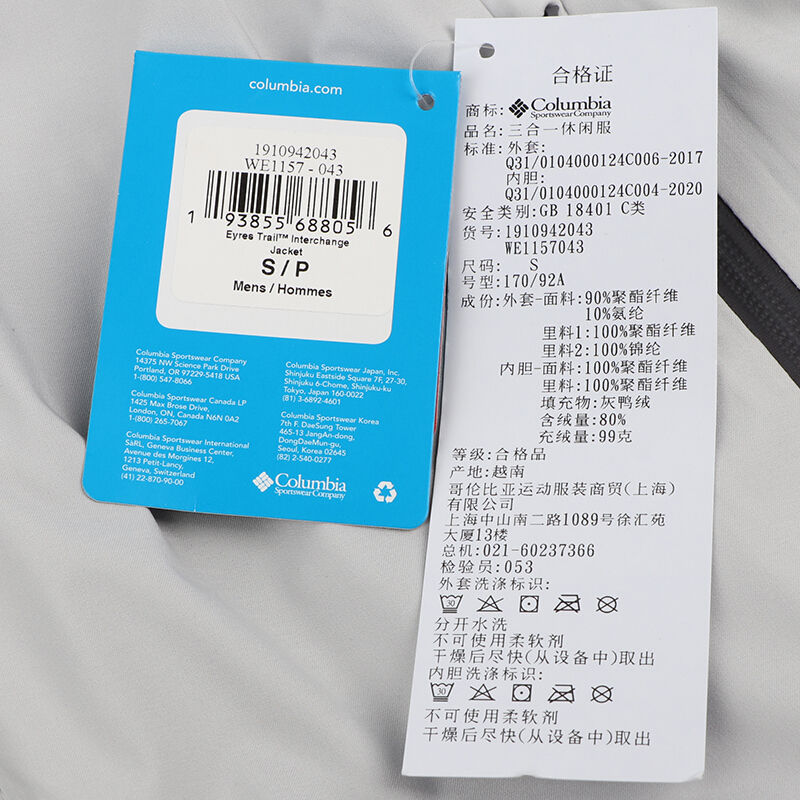 columbia.com
1910942043
WE1157 - 043
1 93855 68805 6
Eyres Trail™ Interchange
Jacket
S / P
Mens / Hommes
Columbia Sportswear Company
14375 NW Science Park Drive
Portland, OR 97229-5418 USA
1-(800) 547-8066
Columbia Sportswear Canada LP
1425 Max Brose Drive,
London, ON, Canada N6N 0A2
1-(800) 265-7067
Columbia Sportswear International
SàRL, Geneva Business Center,
Avenue des Morgines 12,
1213 Petit-Lancy,
Geneva, Switzerland
(41) 22-870-90-00
Columbia Sportswear Japan, Inc.
Shinjuku Eastside Square 7F, 27-30,
Shinjuku 6-Chome, Shinjuku-ku
Tokyo, Japan 160-0022
(81) 3-6892-4601
Columbia Sportswear Korea
7th F. DaeSung Tower
465-13 JangAn-dong,
DongDaeMun-gu,
Seoul, Korea 02645
(82) 2-540-0277
Columbia
Sportswear Company
合格证
商标: Columbia
Sportswear Company
品名:三合一休闲服
标准:外套:
Q31/0104000124C006-2017
内胆:
Q31/0104000124C004-2020
安全类别:GB 18401 C类
货号:1910942043
WE1157043
尺码: S
号型:170/92A
成份:外套-面料:90%聚酯纤维
10%氨纶
里料1:100%聚酯纤维
里料2:100%锦纶
内胆-面料:100%聚酯纤维
里料:100%聚酯纤维
填充物:灰鸭绒
含绒量:80%
充绒量:99克
等级:合格品
产地:越南
哥伦比亚运动服装商贸(上海)
有限公司
上海中山南二路1089号徐汇苑
大厦13楼
总机:021-60237366
检验员:053
外套洗涤标识:
30
分开水洗
不可使用柔软剂
干燥后尽快(从设备中)取出
内胆洗涤标识:
30
不可使用柔软剂
干燥后尽快(从设备中)取出